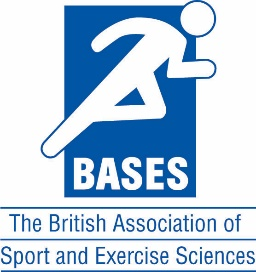 BASES
The British Association of
Sport and Exercise Sciences